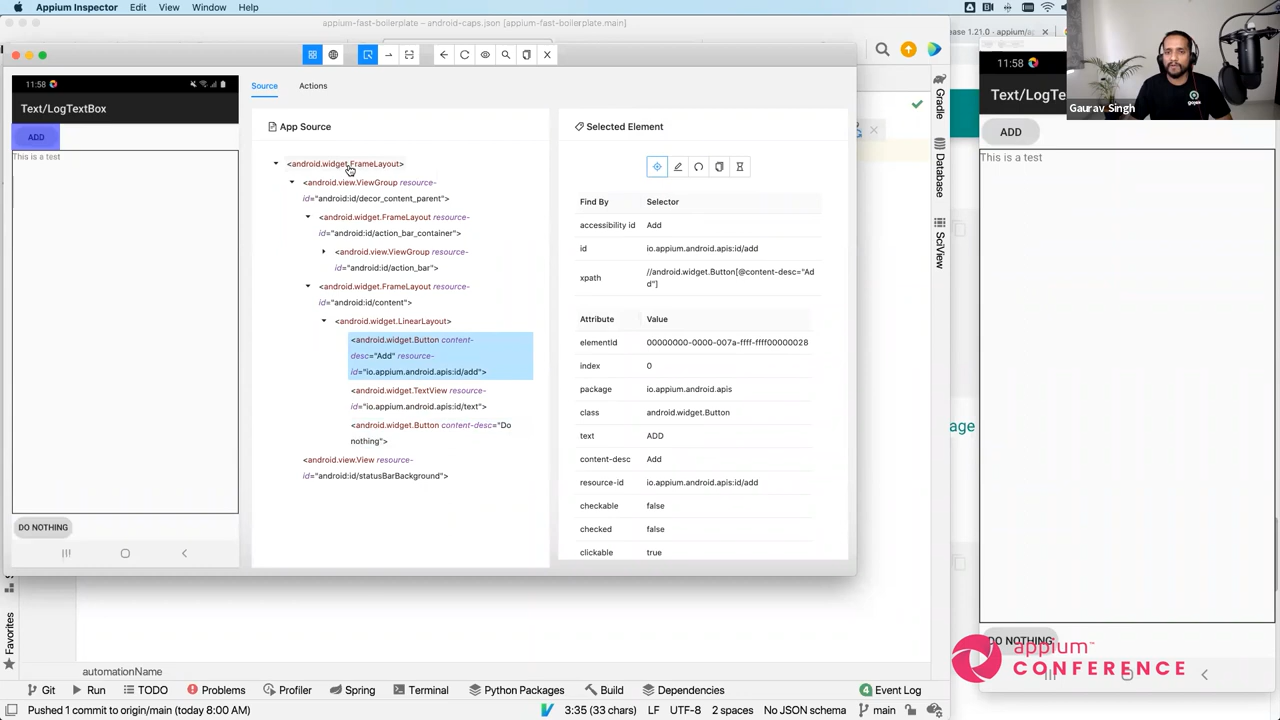 Appium Inspector Edit View Window Help
appium-fast-boilerplate – android-caps.json [appium-fast-boilerplate.main]
ease 1.21.0 · appium/a
Gaurav Singh
11:58
Text/LogTextBox
ADD
This is a test
DO NOTHING
Source Actions
App Source
<android.widget.FrameLayout>
<android.view.ViewGroup resource-
id="android:id/decor_content_parent">
<android.widget.FrameLayout resource-
id="android:id/action_bar_container">
<android.view.ViewGroup resource-
id="android:id/action_bar">
<android.widget.FrameLayout resource-
id="android:id/content">
<android.widget.LinearLayout>
<android.widget.Button content-
desc="Add" resource-
id="io.appium.android.apis:id/add">
<android.widget.TextView resource-
id="io.appium.android.apis:id/text">
<android.widget.Button content-desc="Do
nothing">
<android.view.View resource-
id="android:id/statusBarBackground">
Selected Element
Find By Selector
accessibility id Add
id io.appium.android.apis:id/add
xpath //android.widget.Button[@content-desc="Ad
d"]
Attribute Value
elementId 00000000-0000-007a-ffff-ffff00000028
index 0
package io.appium.android.apis
class android.widget.Button
text ADD
content-desc Add
resource-id io.appium.android.apis:id/add
checkable false
checked false
clickable true
Gradle
Database
SciView
age
11:58
Text/LogTe
ADD
This is a test
DO NOTHING
appium™
CONFERENCE
Favorites
automationName
Git Run TODO Problems Profiler Spring Terminal Python Packages Build Dependencies 4 Event Log
Pushed 1 commit to origin/main (today 8:00 AM) 3:35 (33 chars) LF UTF-8 2 spaces No JSON schema main